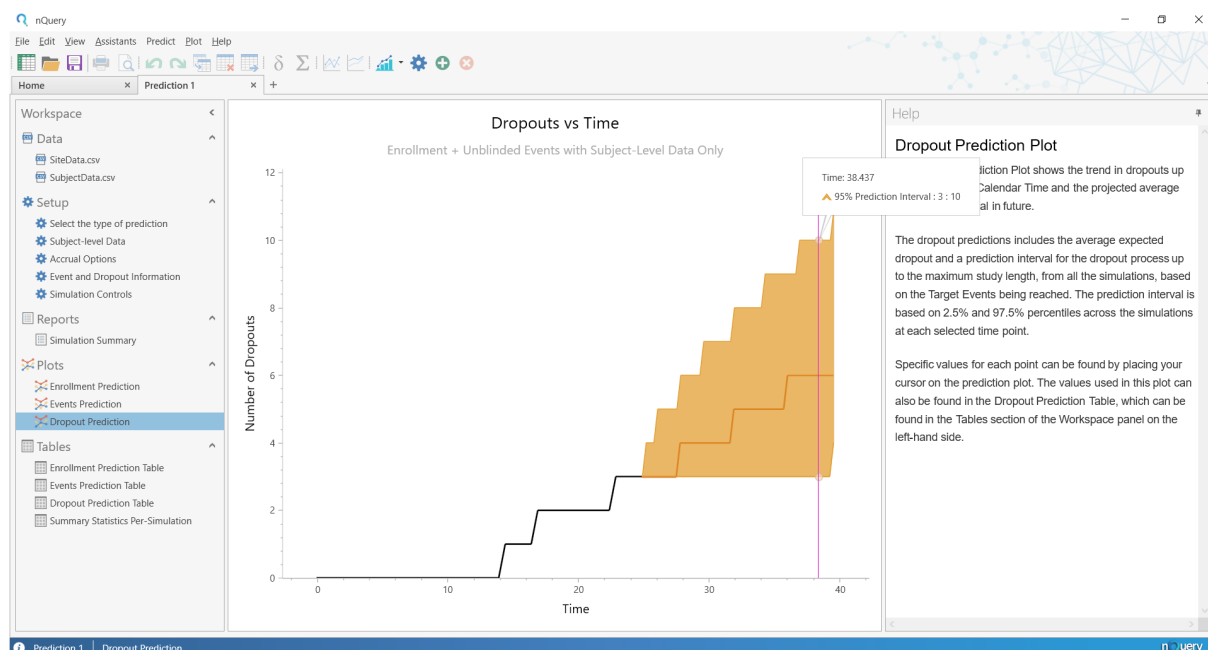 nQuery
File Edit View Assistants Predict Plot Help
Home
Prediction 1
Workspace
Data
SiteData.csv
SubjectData.csv
Setup
Select the type of prediction
Subject-level Data
Accrual Options
Event and Dropout Information
Simulation Controls
Reports
Simulation Summary
Plots
Enrollment Prediction
Events Prediction
Dropout Prediction
Tables
Enrollment Prediction Table
Events Prediction Table
Dropout Prediction Table
Summary Statistics Per-Simulation
Dropouts vs Time
Enrollment + Unblinded Events with Subject-Level Data Only
Number of Dropouts
12
10
8
6
4
2
0
0 10 20 30 40
Time
Time: 38.437
95% Prediction Interval : 3 : 10
Help
Dropout Prediction Plot
Plot shows the trend in dropouts up
Calendar Time and the projected average
in future.
The dropout predictions includes the average expected
dropout and a prediction interval for the dropout process up
to the maximum study length, from all the simulations, based
on the Target Events being reached. The prediction interval is
based on 2.5% and 97.5% percentiles across the simulations
at each selected time point.
Specific values for each point can be found by placing your
cursor on the prediction plot. The values used in this plot can
also be found in the Dropout Prediction Table, which can be
found in the Tables section of the Workspace panel on the
left-hand side.
Prediction 1 | Dropout Prediction
nQuery